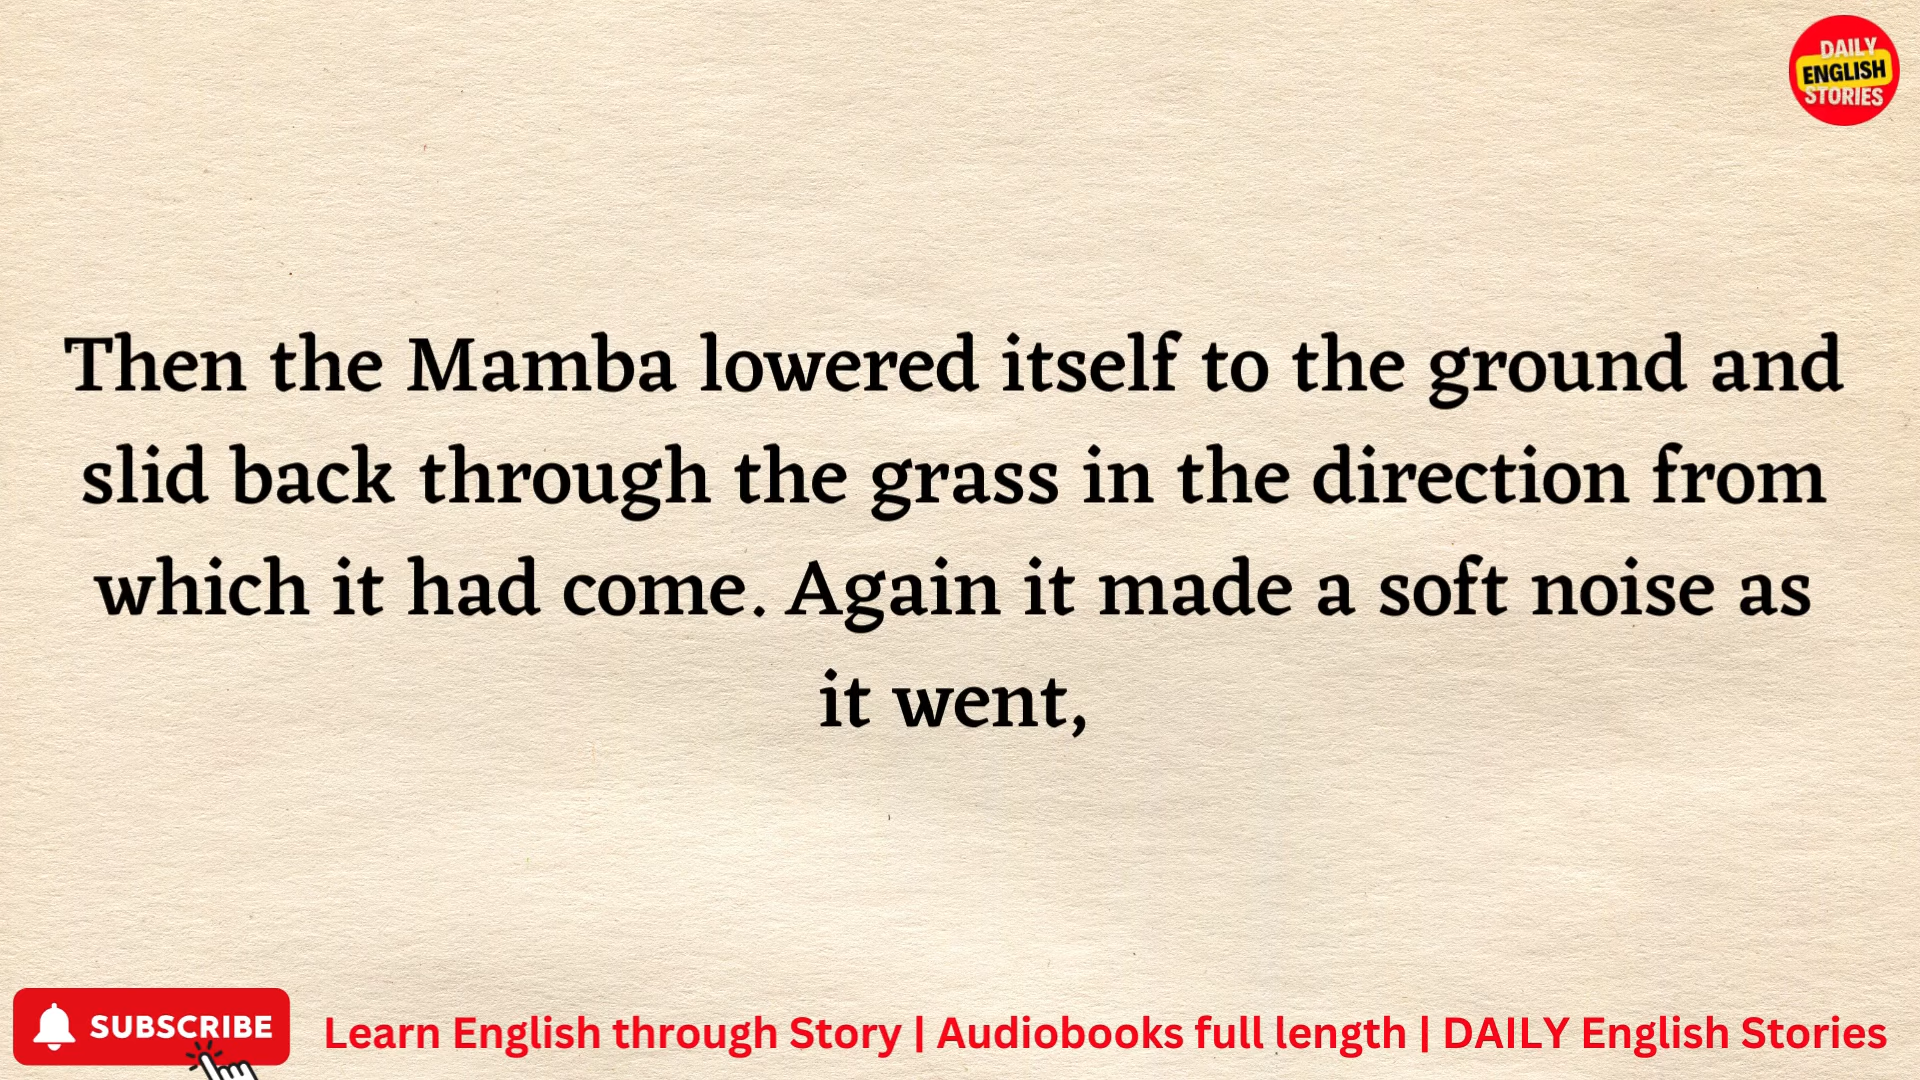 DAILY
ENGLISH
STORIES
Then the Mamba lowered itself to the ground and
slid back through the grass in the direction from
which it had come. Again it made a soft noise as
it went,
SUBSCRIBE
Learn English through Story | Audiobooks full length | DAILY English Stories